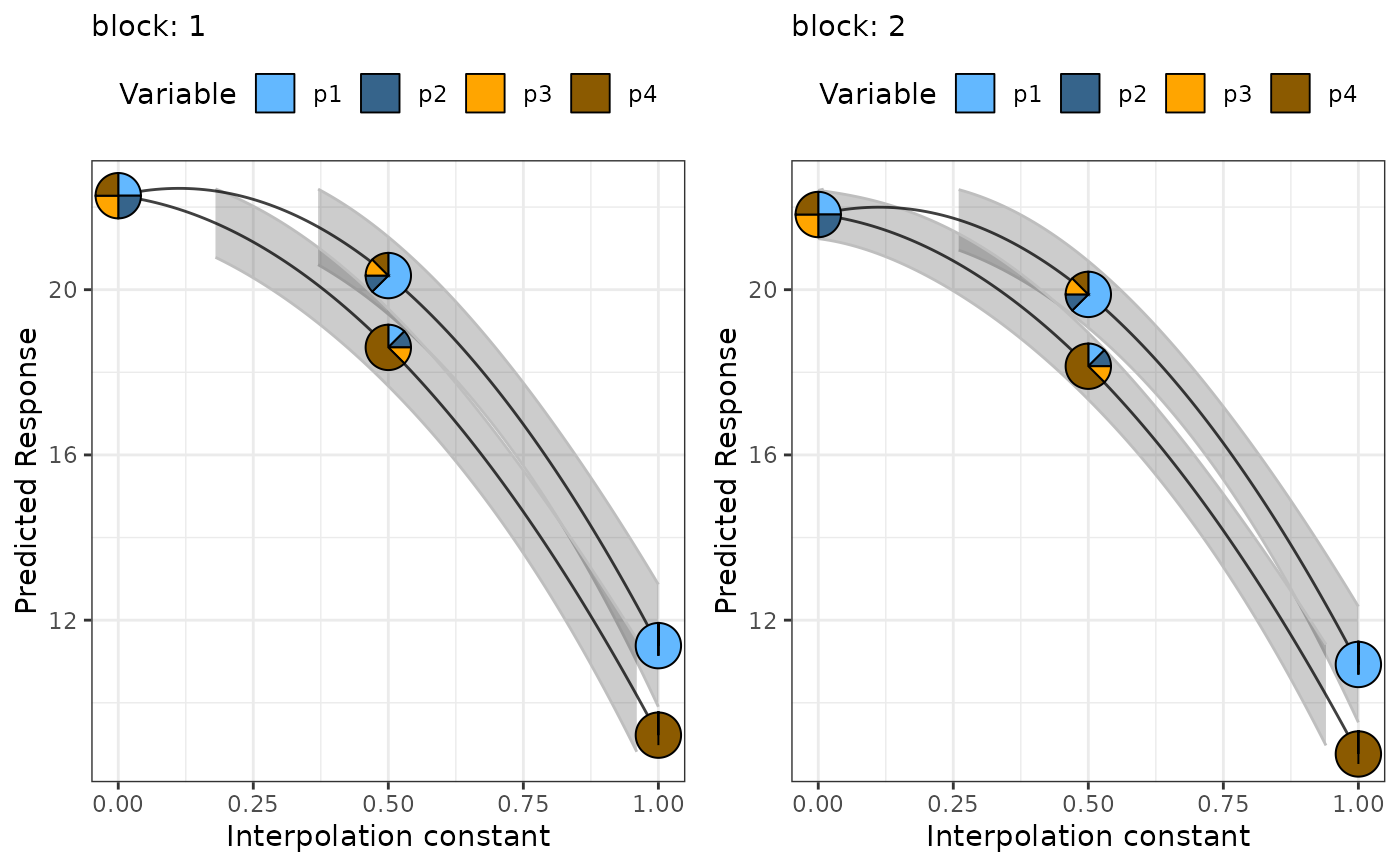 block: 1
Variable p1 p2 p3 p4
20
16
12
Predicted Response
0.00 0.25 0.50 0.75 1.00
Interpolation constant
block: 2
Variable p1 p2 p3 p4
20
16
12
Predicted Response
0.00 0.25 0.50 0.75 1.00
Interpolation constant